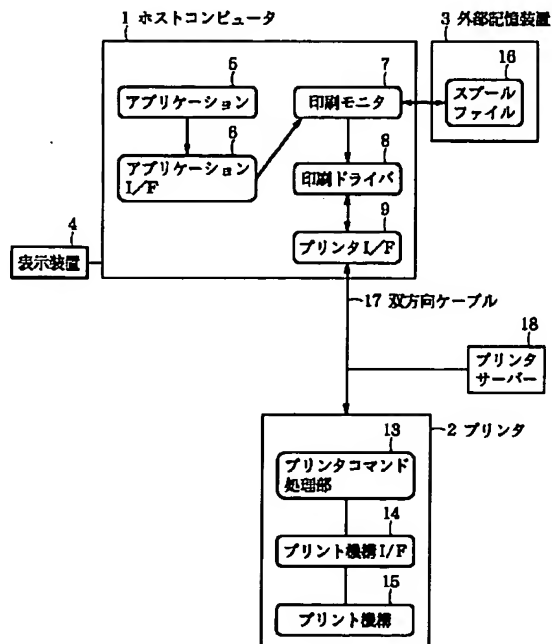 1 ホストコンピュータ
3 外部記憶装置
5
アプリケーション
6
アプリケーション
I/F
7
印刷モニタ
16
スプール
ファイル
8
印刷ドライバ
9
プリンタI/F
4
表示装置
17 双方向ケーブル
18
プリンタ
サーバー
2 プリンタ
13
プリンタコマンド
処理部
14
プリント機構I/F
15
プリント機構